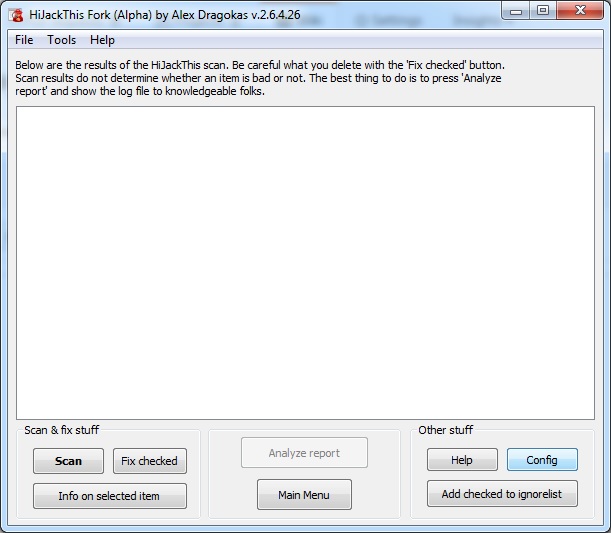 HiJackThis Fork (Alpha) by Alex Dragokas v.2.6.4.26
File Tools Help
Below are the results of the HiJackThis scan. Be careful what you delete with the 'Fix checked' button.
Scan results do not determine whether an item is bad or not. The best thing to do is to press 'Analyze
report' and show the log file to knowledgeable folks.
Scan & fix stuff
Other stuff
Scan
Fix checked
Analyze report
Help
Config
Info on selected item
Main Menu
Add checked to ignorelist